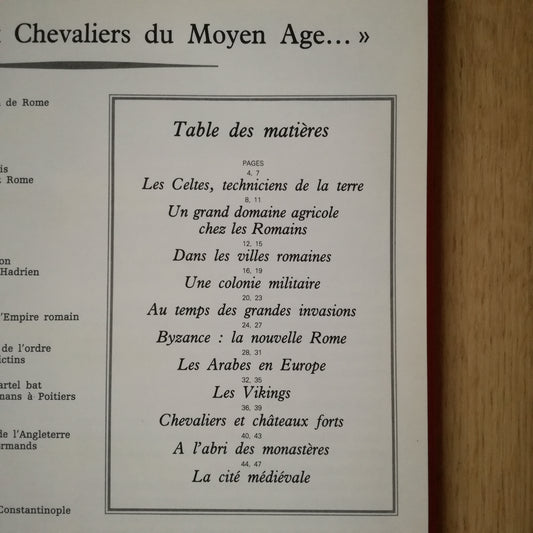 Chevaliers du Moyen Age... »
de Rome
is
Rome
on
Hadrien
'Empire romain
de l'ordre
ictins
artel bat
mans à Poitiers
de l'Angleterre
rmands
Constantinople
Table des matières
PAGES
4, 7
Les Celtes, techniciens de la terre
8, 11
Un grand domaine agricole
chez les Romains
12, 15
Dans les villes romaines
16, 19
Une colonie militaire
20, 23
Au temps des grandes invasions
24, 27
Byzance : la nouvelle Rome
28, 31
Les Arabes en Europe
32, 35
Les Vikings
36, 39
Chevaliers et châteaux forts
40, 43
A l'abri des monastères
44, 47
La cité médiévale